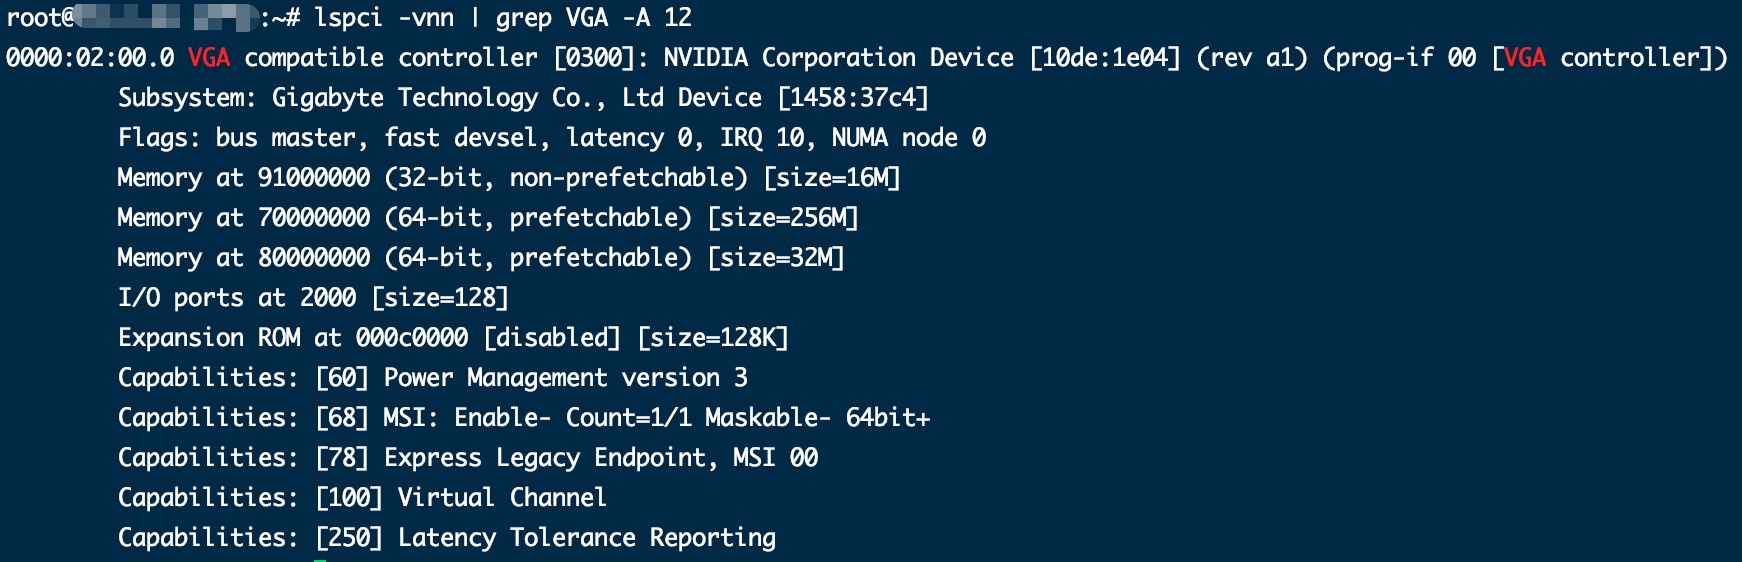 root@ :~# lspci -vnn | grep VGA -A 12
0000:02:00.0 VGA compatible controller [0300]: NVIDIA Corporation Device [10de:1e04] (rev a1) (prog-if 00 [VGA controller])
Subsystem: Gigabyte Technology Co., Ltd Device [1458:37c4]
Flags: bus master, fast devsel, latency 0, IRQ 10, NUMA node 0
Memory at 91000000 (32-bit, non-prefetchable) [size=16M]
Memory at 70000000 (64-bit, prefetchable) [size=256M]
Memory at 80000000 (64-bit, prefetchable) [size=32M]
I/O ports at 2000 [size=128]
Expansion ROM at 000c0000 [disabled] [size=128K]
Capabilities: [60] Power Management version 3
Capabilities: [68] MSI: Enable- Count=1/1 Maskable- 64bit+
Capabilities: [78] Express Legacy Endpoint, MSI 00
Capabilities: [100] Virtual Channel
Capabilities: [250] Latency Tolerance Reporting